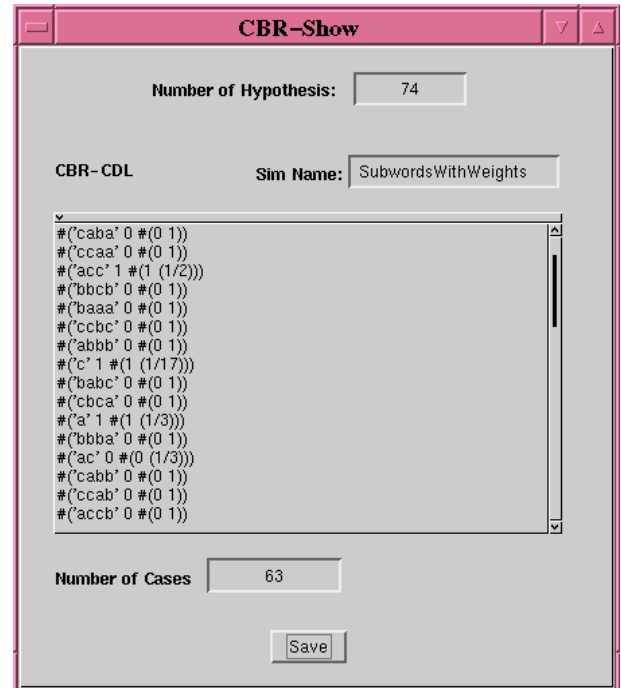 CBR-Show
Number of Hypothesis: 74
CBR-CDL Sim Name: SubwordsWithWeights
#('caba' 0 #(0 1))
#('ccaa' 0 #(0 1))
#('acc' 1 #(1 (1/2)))
#('bbcb' 0 #(0 1))
#('baaa' 0 #(0 1))
#('ccbc' 0 #(0 1))
#('abbb' 0 #(0 1))
#('c' 1 #(1 (1/17)))
#('babc' 0 #(0 1))
#('cbca' 0 #(0 1))
#('a' 1 #(1 (1/3)))
#('bbba' 0 #(0 1))
#('ac' 0 #(0 (1/3)))
#('cabb' 0 #(0 1))
#('ccab' 0 #(0 1))
#('accb' 0 #(0 1))
Number of Cases 63
Save